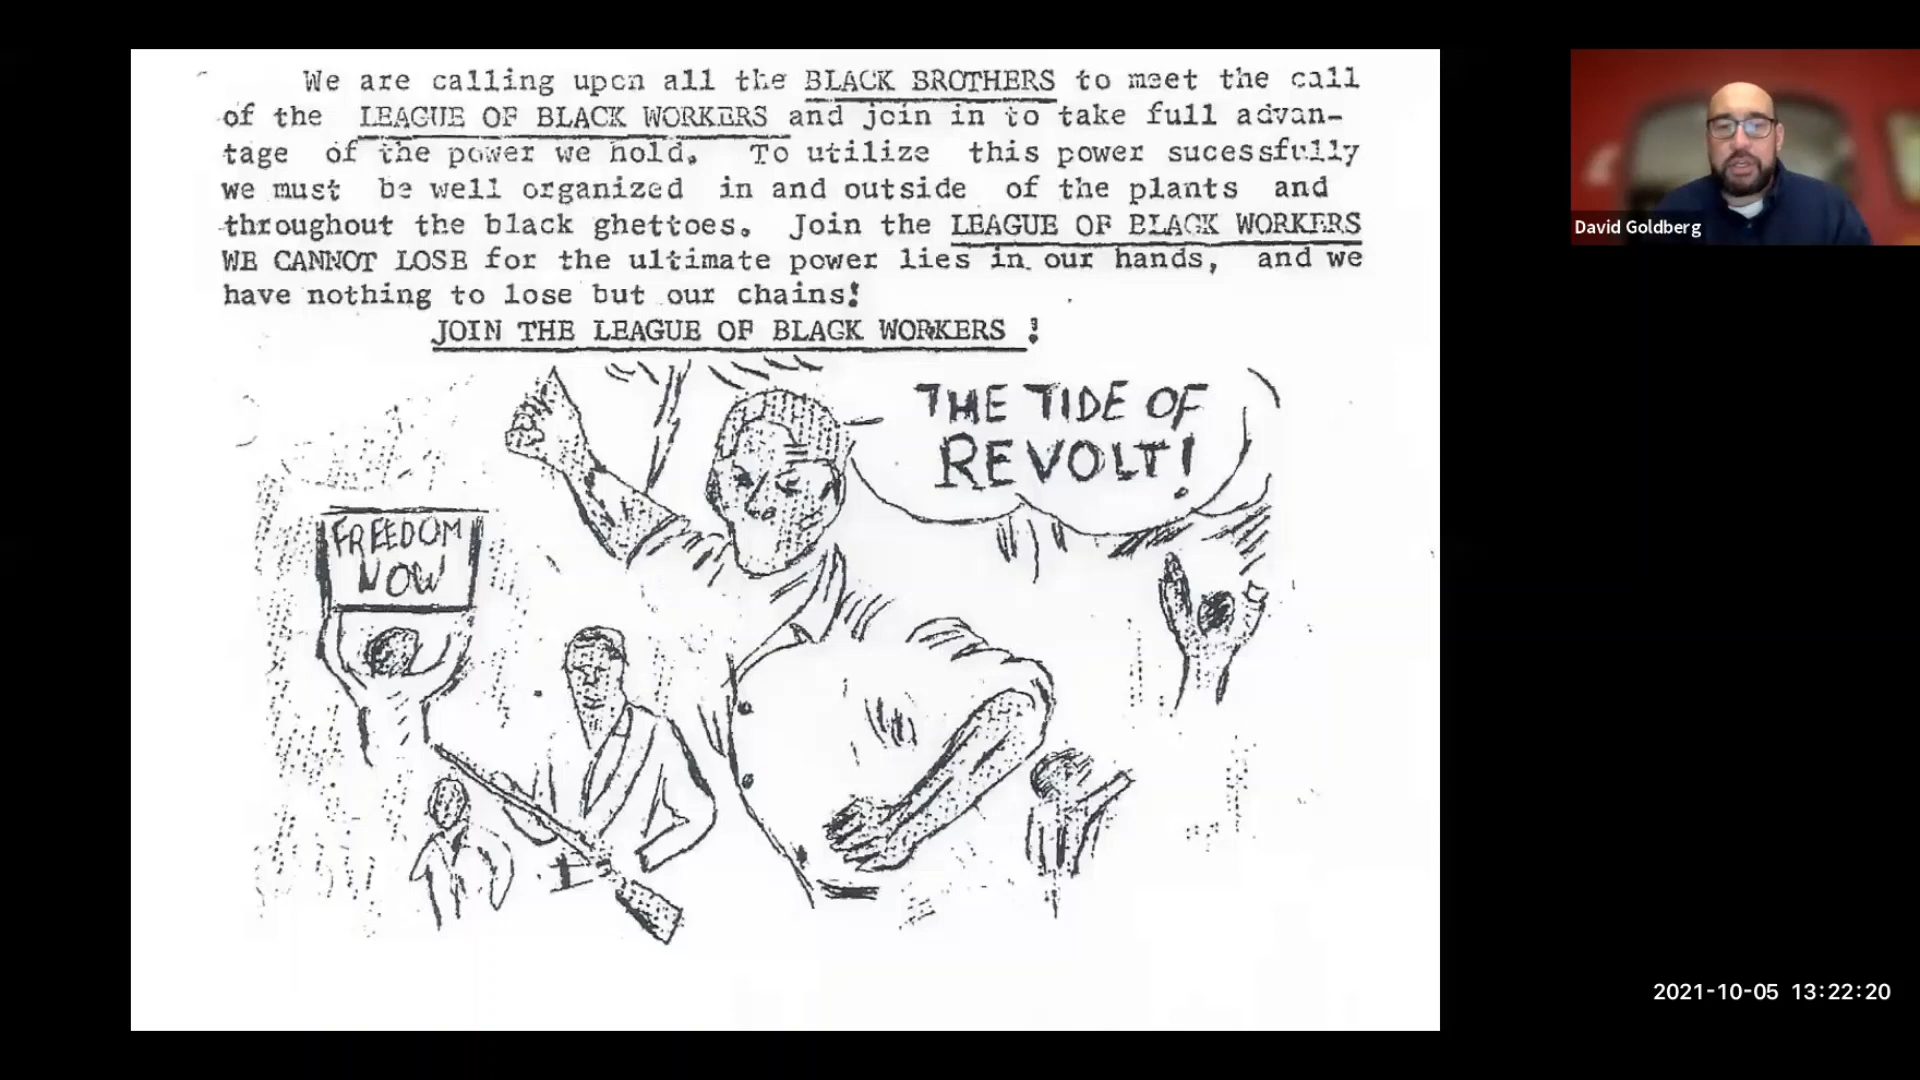 We are calling upon all the BLACK BROTHERS to meet the call
of the LEAGUE OF BLACK WORKERS and join in to take full advan-
tage of the power we hold. To utilize this power sucessfully
we must be well organized in and outside of the plants and
throughout the black ghettoes. Join the LEAGUE OF BLACK WORKERS
WE CANNOT LOSE for the ultimate power lies in our hands, and we
have nothing to lose but our chains!
JOIN THE LEAGUE OF BLACK WORKERS !
THE TIDE OF
REVOLT!
FREEDOM
NOW
David Goldberg
2021-10-05 13:22:20